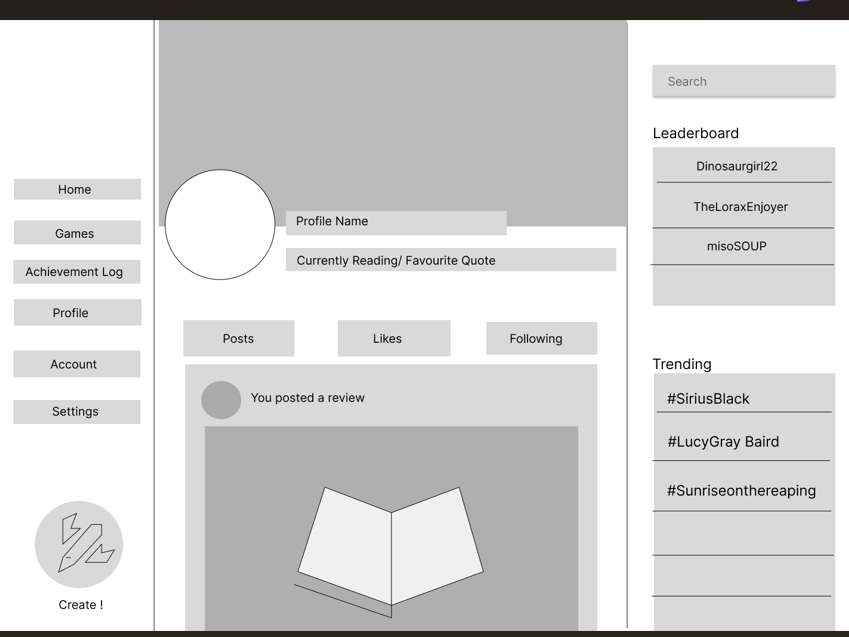 Home
Games
Achievement Log
Profile
Account
Settings
Create !
Profile Name
Currently Reading/ Favourite Quote
Posts
Likes
Following
You posted a review
Search
Leaderboard
Dinosaurgirl22
TheLoraxEnjoyer
misoSOUP
Trending
#SiriusBlack
#LucyGray Baird
#Sunriseonthereaping